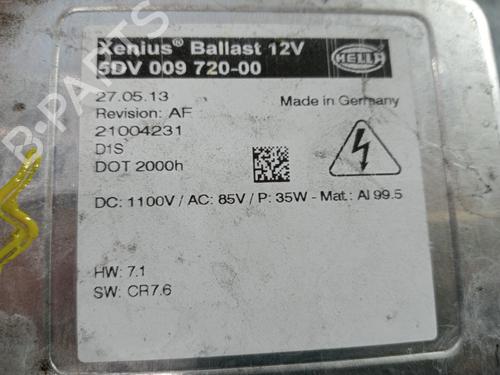 Xenius® Ballast 12V
5DV 009 720-00
HELLA
27.05.13
Made in Germany
Revision: AF
21004231
D1S
DOT 2000h
DC: 1100V / AC: 85V / P: 35W - Mat.: Al 99.5
HW: 7.1
SW: CR7.6
B-PARTS